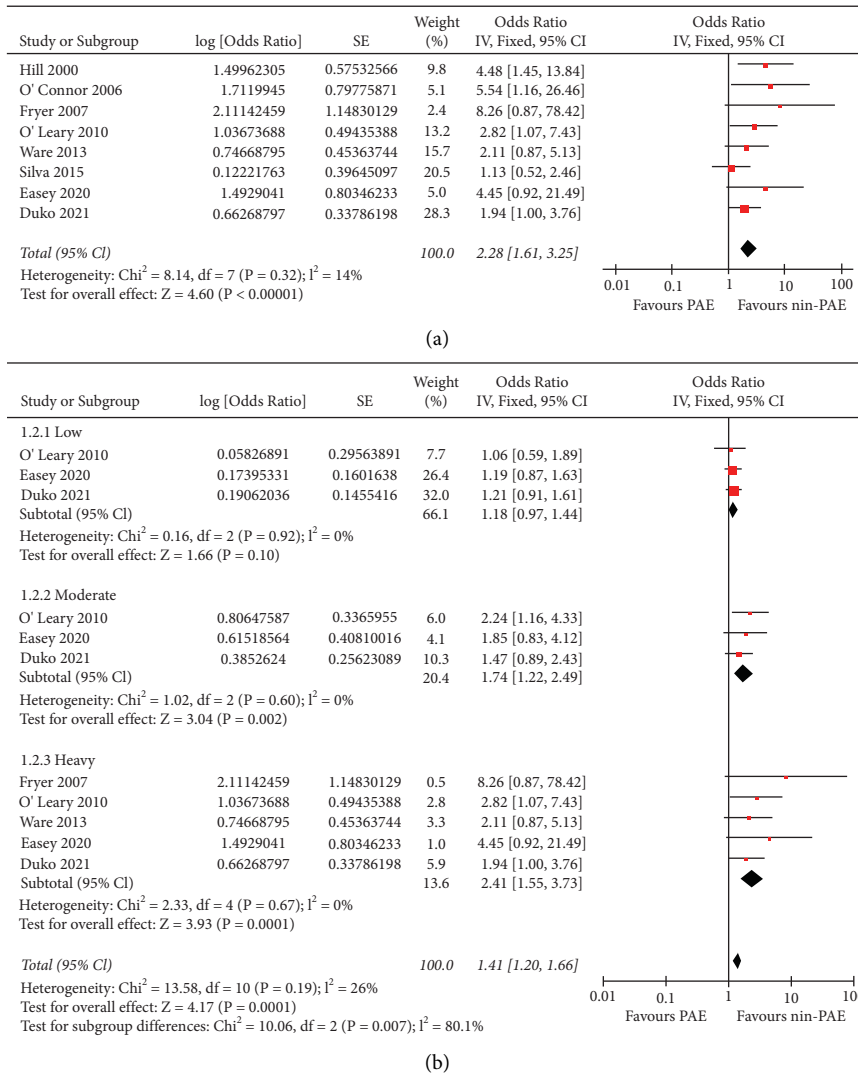 Study or Subgroup log [Odds Ratio] SE Weight (%) Odds Ratio IV, Fixed, 95% CI Odds Ratio IV, Fixed, 95% CI
Hill 2000 1.49962305 0.57532566 9.8 4.48 [1.45, 13.84]
O' Connor 2006 1.7119945 0.79775871 5.1 5.54 [1.16, 26.46]
Fryer 2007 2.11142459 1.14830129 2.4 8.26 [0.87, 78.42]
O' Leary 2010 1.03673688 0.49435388 13.2 2.82 [1.07, 7.43]
Ware 2013 0.74668795 0.45363744 15.7 2.11 [0.87, 5.13]
Silva 2015 0.12221763 0.39645097 20.5 1.13 [0.52, 2.46]
Easey 2020 1.4929041 0.80346233 5.0 4.45 [0.92, 21.49]
Duko 2021 0.66268797 0.33786198 28.3 1.94 [1.00, 3.76]
Total (95% Cl) 100.0 2.28 [1.61, 3.25]
Heterogeneity: Chi² = 8.14, df = 7 (P = 0.32); l² = 14%
Test for overall effect: Z = 4.60 (P < 0.00001)
0.01 0.1 1 10 100
Favours PAE Favours nin-PAE
(a)
Study or Subgroup log [Odds Ratio] SE Weight (%) Odds Ratio IV, Fixed, 95% CI Odds Ratio IV, Fixed, 95% CI
1.2.1 Low
O' Leary 2010 0.05826891 0.29563891 7.7 1.06 [0.59, 1.89]
Easey 2020 0.17395331 0.1601638 26.4 1.19 [0.87, 1.63]
Duko 2021 0.19062036 0.1455416 32.0 1.21 [0.91, 1.61]
Subtotal (95% Cl) 66.1 1.18 [0.97, 1.44]
Heterogeneity: Chi² = 0.16, df = 2 (P = 0.92); l² = 0%
Test for overall effect: Z = 1.66 (P = 0.10)
1.2.2 Moderate
O' Leary 2010 0.80647587 0.3365955 6.0 2.24 [1.16, 4.33]
Easey 2020 0.61518564 0.40810016 4.1 1.85 [0.83, 4.12]
Duko 2021 0.3852624 0.25623089 10.3 1.47 [0.89, 2.43]
Subtotal (95% Cl) 20.4 1.74 [1.22, 2.49]
Heterogeneity: Chi² = 1.02, df = 2 (P = 0.60); l² = 0%
Test for overall effect: Z = 3.04 (P = 0.002)
1.2.3 Heavy
Fryer 2007 2.11142459 1.14830129 0.5 8.26 [0.87, 78.42]
O' Leary 2010 1.03673688 0.49435388 2.8 2.82 [1.07, 7.43]
Ware 2013 0.74668795 0.45363744 3.3 2.11 [0.87, 5.13]
Easey 2020 1.4929041 0.80346233 1.0 4.45 [0.92, 21.49]
Duko 2021 0.66268797 0.33786198 5.9 1.94 [1.00, 3.76]
Subtotal (95% Cl) 13.6 2.41 [1.55, 3.73]
Heterogeneity: Chi² = 2.33, df = 4 (P = 0.67); l² = 0%
Test for overall effect: Z = 3.93 (P = 0.0001)
Total (95% Cl) 100.0 1.41 [1.20, 1.66]
Heterogeneity: Chi² = 13.58, df = 10 (P = 0.19); l² = 26%
Test for overall effect: Z = 4.17 (P = 0.0001)
Test for subgroup differences: Chi² = 10.06, df = 2 (P = 0.007); l² = 80.1%
0.01 0.1 1 10 100
Favours PAE Favours nin-PAE
(b)